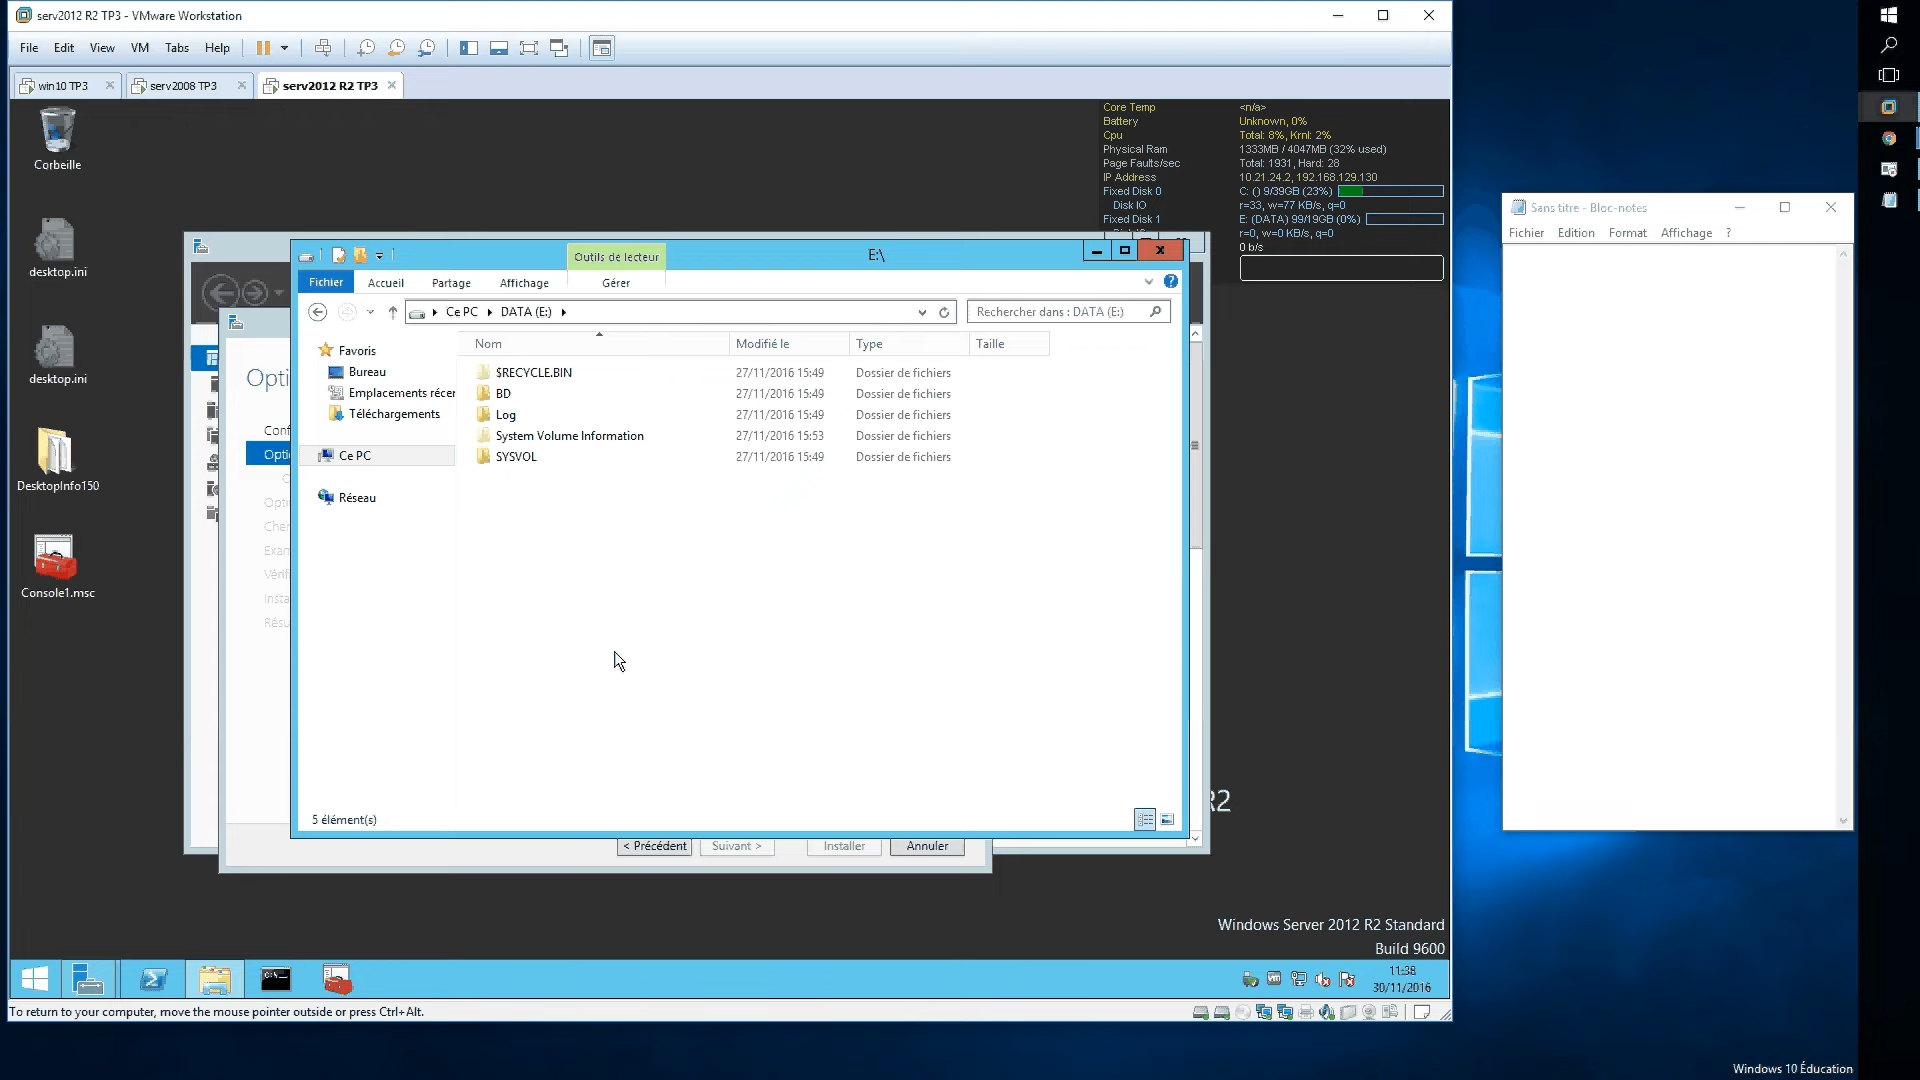 serv2012 R2 TP3 - VMware Workstation
File Edit View VM Tabs Help
win10 TP3
serv2008 TP3
serv2012 R2 TP3
Corbeille
desktop.ini
desktop.ini
DesktopInfo150
Console1.msc
Core Temp <n/a>
Battery Unknown, 0%
Cpu Total: 8%, Krnl: 2%
Physical Ram 1333MB / 4047MB (32% used)
Page Faults/sec Total: 1931, Hard: 28
IP Address 10.21.24.2, 192.168.129.130
Fixed Disk 0 C: () 9/39GB (23%)
Disk IO r=33, w=77 KB/s, q=0
Fixed Disk 1 E: (DATA) 99/19GB (0%)
r=0, w=0 KB/s, q=0
0 b/s
Outils de lecteur
E:\
Fichier Accueil Partage Affichage Gérer
Ce PC DATA (E:)
Rechercher dans : DATA (E:)
Nom Modifié le Type Taille
Favoris
Bureau
Emplacements récer
Téléchargements
Ce PC
Réseau
$RECYCLE.BIN 27/11/2016 15:49 Dossier de fichiers
BD 27/11/2016 15:49 Dossier de fichiers
Log 27/11/2016 15:49 Dossier de fichiers
System Volume Information 27/11/2016 15:53 Dossier de fichiers
SYSVOL 27/11/2016 15:49 Dossier de fichiers
5 élément(s)
Opti
Conf
Opti
Opti
Cher
Exam
Vérif
Insta
Résu
< Précédent Suivant > Installer Annuler
R2
Windows Server 2012 R2 Standard
Build 9600
11:38
30/11/2016
To return to your computer, move the mouse pointer outside or press Ctrl+Alt.
Sans titre - Bloc-notes
Fichier Edition Format Affichage ?
Windows 10 Éducation